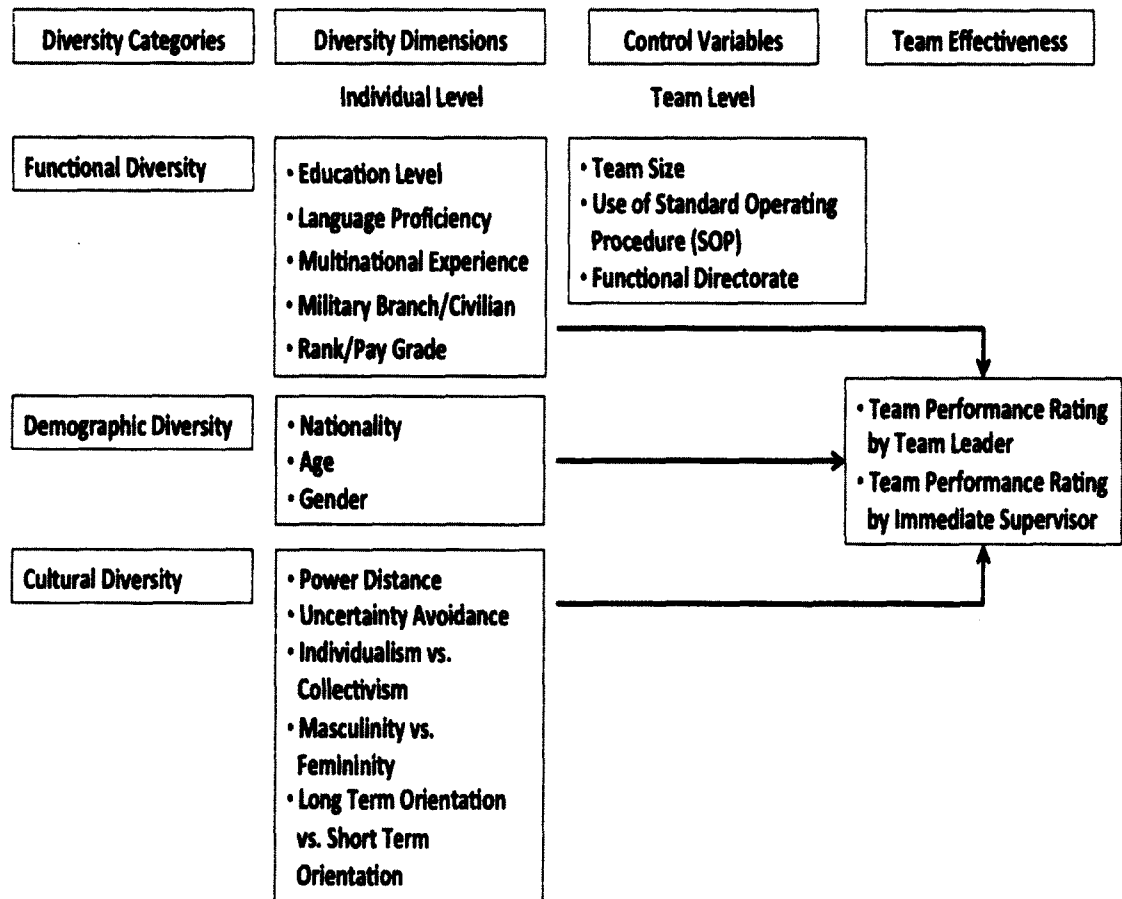 Diversity Categories
Diversity Dimensions
Control Variables
Team Effectiveness
Individual Level
Team Level
Functional Diversity
• Education Level
• Language Proficiency
• Multinational Experience
• Military Branch/Civilian
• Rank/Pay Grade
• Team Size
• Use of Standard Operating
Procedure (SOP)
• Functional Directorate
Demographic Diversity
• Nationality
• Age
• Gender
• Team Performance Rating
by Team Leader
• Team Performance Rating
by Immediate Supervisor
Cultural Diversity
• Power Distance
• Uncertainty Avoidance
• Individualism vs.
Collectivism
• Masculinity vs.
Femininity
• Long Term Orientation
vs. Short Term
Orientation